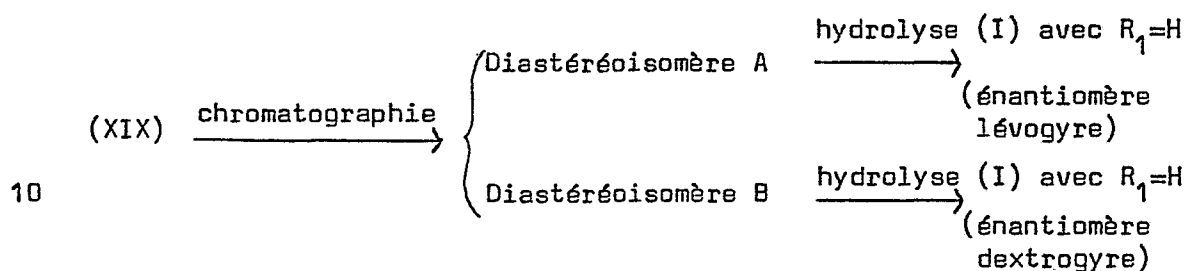 hydrolyse (I) avec R₁=H
Diastéréoisomère A
(énantiomère
lévogyre)
(XIX) chromatographie
10
Diastéréoisomère B
hydrolyse (I) avec R₁=H
(énantiomère
dextrogyre)